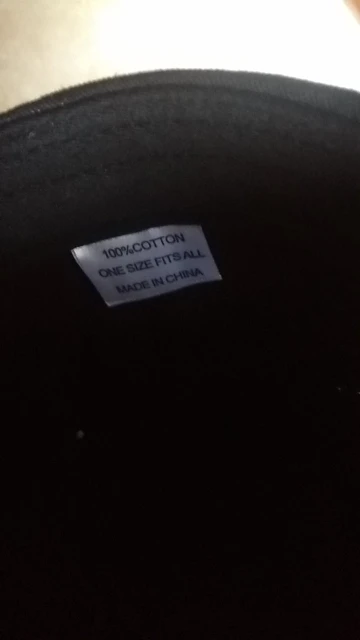 100%COTTON
ONE SIZE FITS ALL
MADE IN CHINA